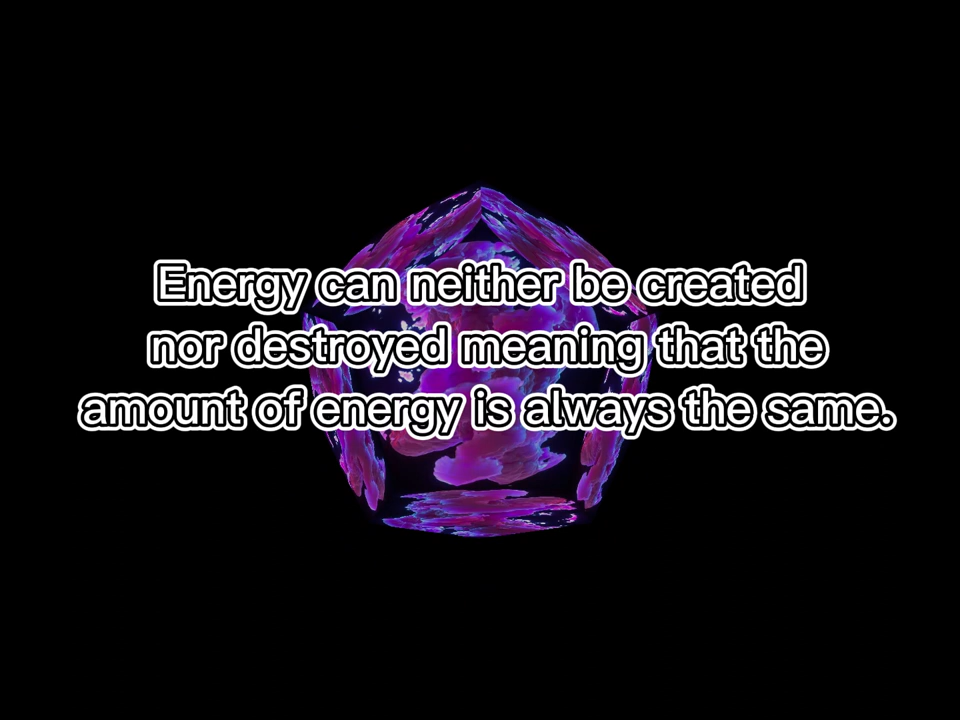 Energy can neither be created
nor destroyed meaning that the
amount of energy is always the same.